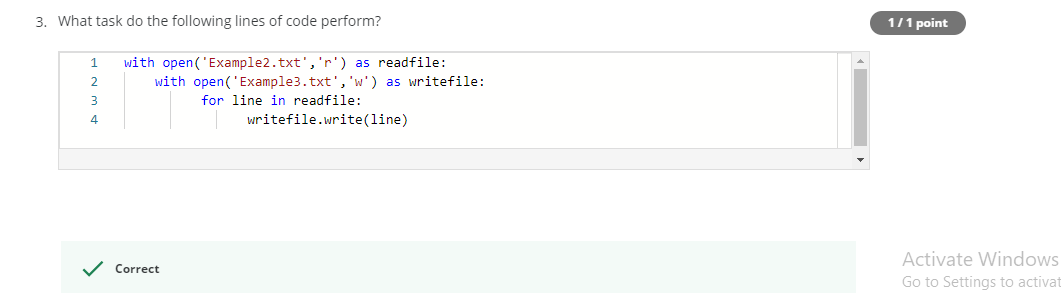 3. What task do the following lines of code perform?
1 / 1 point
1 with open('Example2.txt','r') as readfile:
2 with open('Example3.txt','w') as writefile:
3 for line in readfile:
4 writefile.write(line)
Correct
Activate Windows
Go to Settings to activat